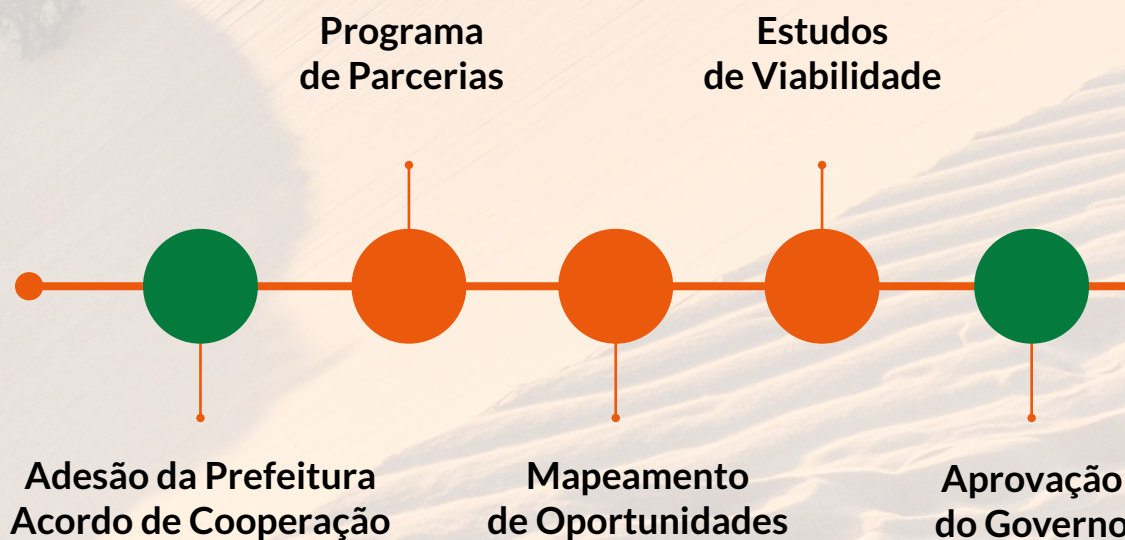 Programa
de Parcerias
Estudos
de Viabilidade
Adesão da Prefeitura
Acordo de Cooperação
Mapeamento
de Oportunidades
Aprovação
do Governo